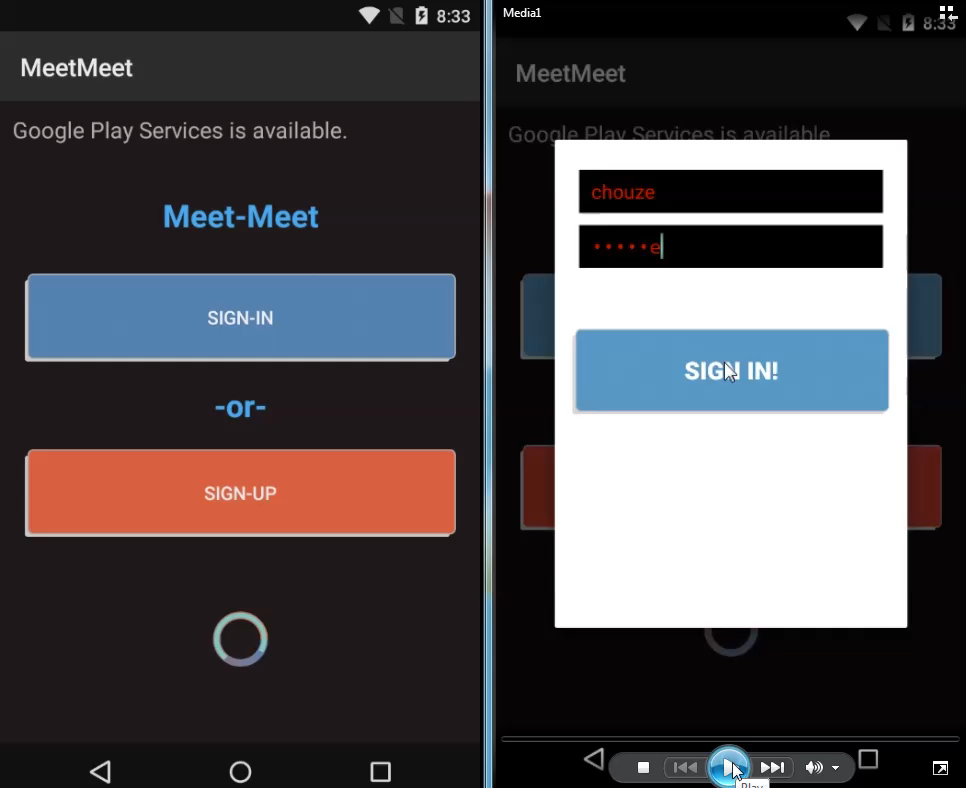 8:33
MeetMeet
Google Play Services is available.
Meet-Meet
SIGN-IN
-or-
SIGN-UP
Media1
8:33
MeetMeet
Google Play Services is available
chouze
•••••e
SIGN IN!
Play